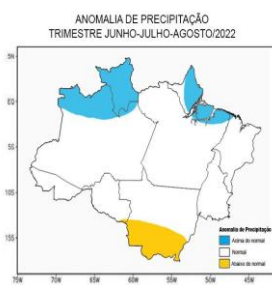 ANOMALIA DE PRECIPITAÇÃO
TRIMESTRE JUNHO-JULHO-AGOSTO/2022
5N
EQ
5S
10S
15S
70W
65W
60W
55W
50W
45W
Anomalia de Precipitação
Acima do normal
Normal
Abaixo do normal